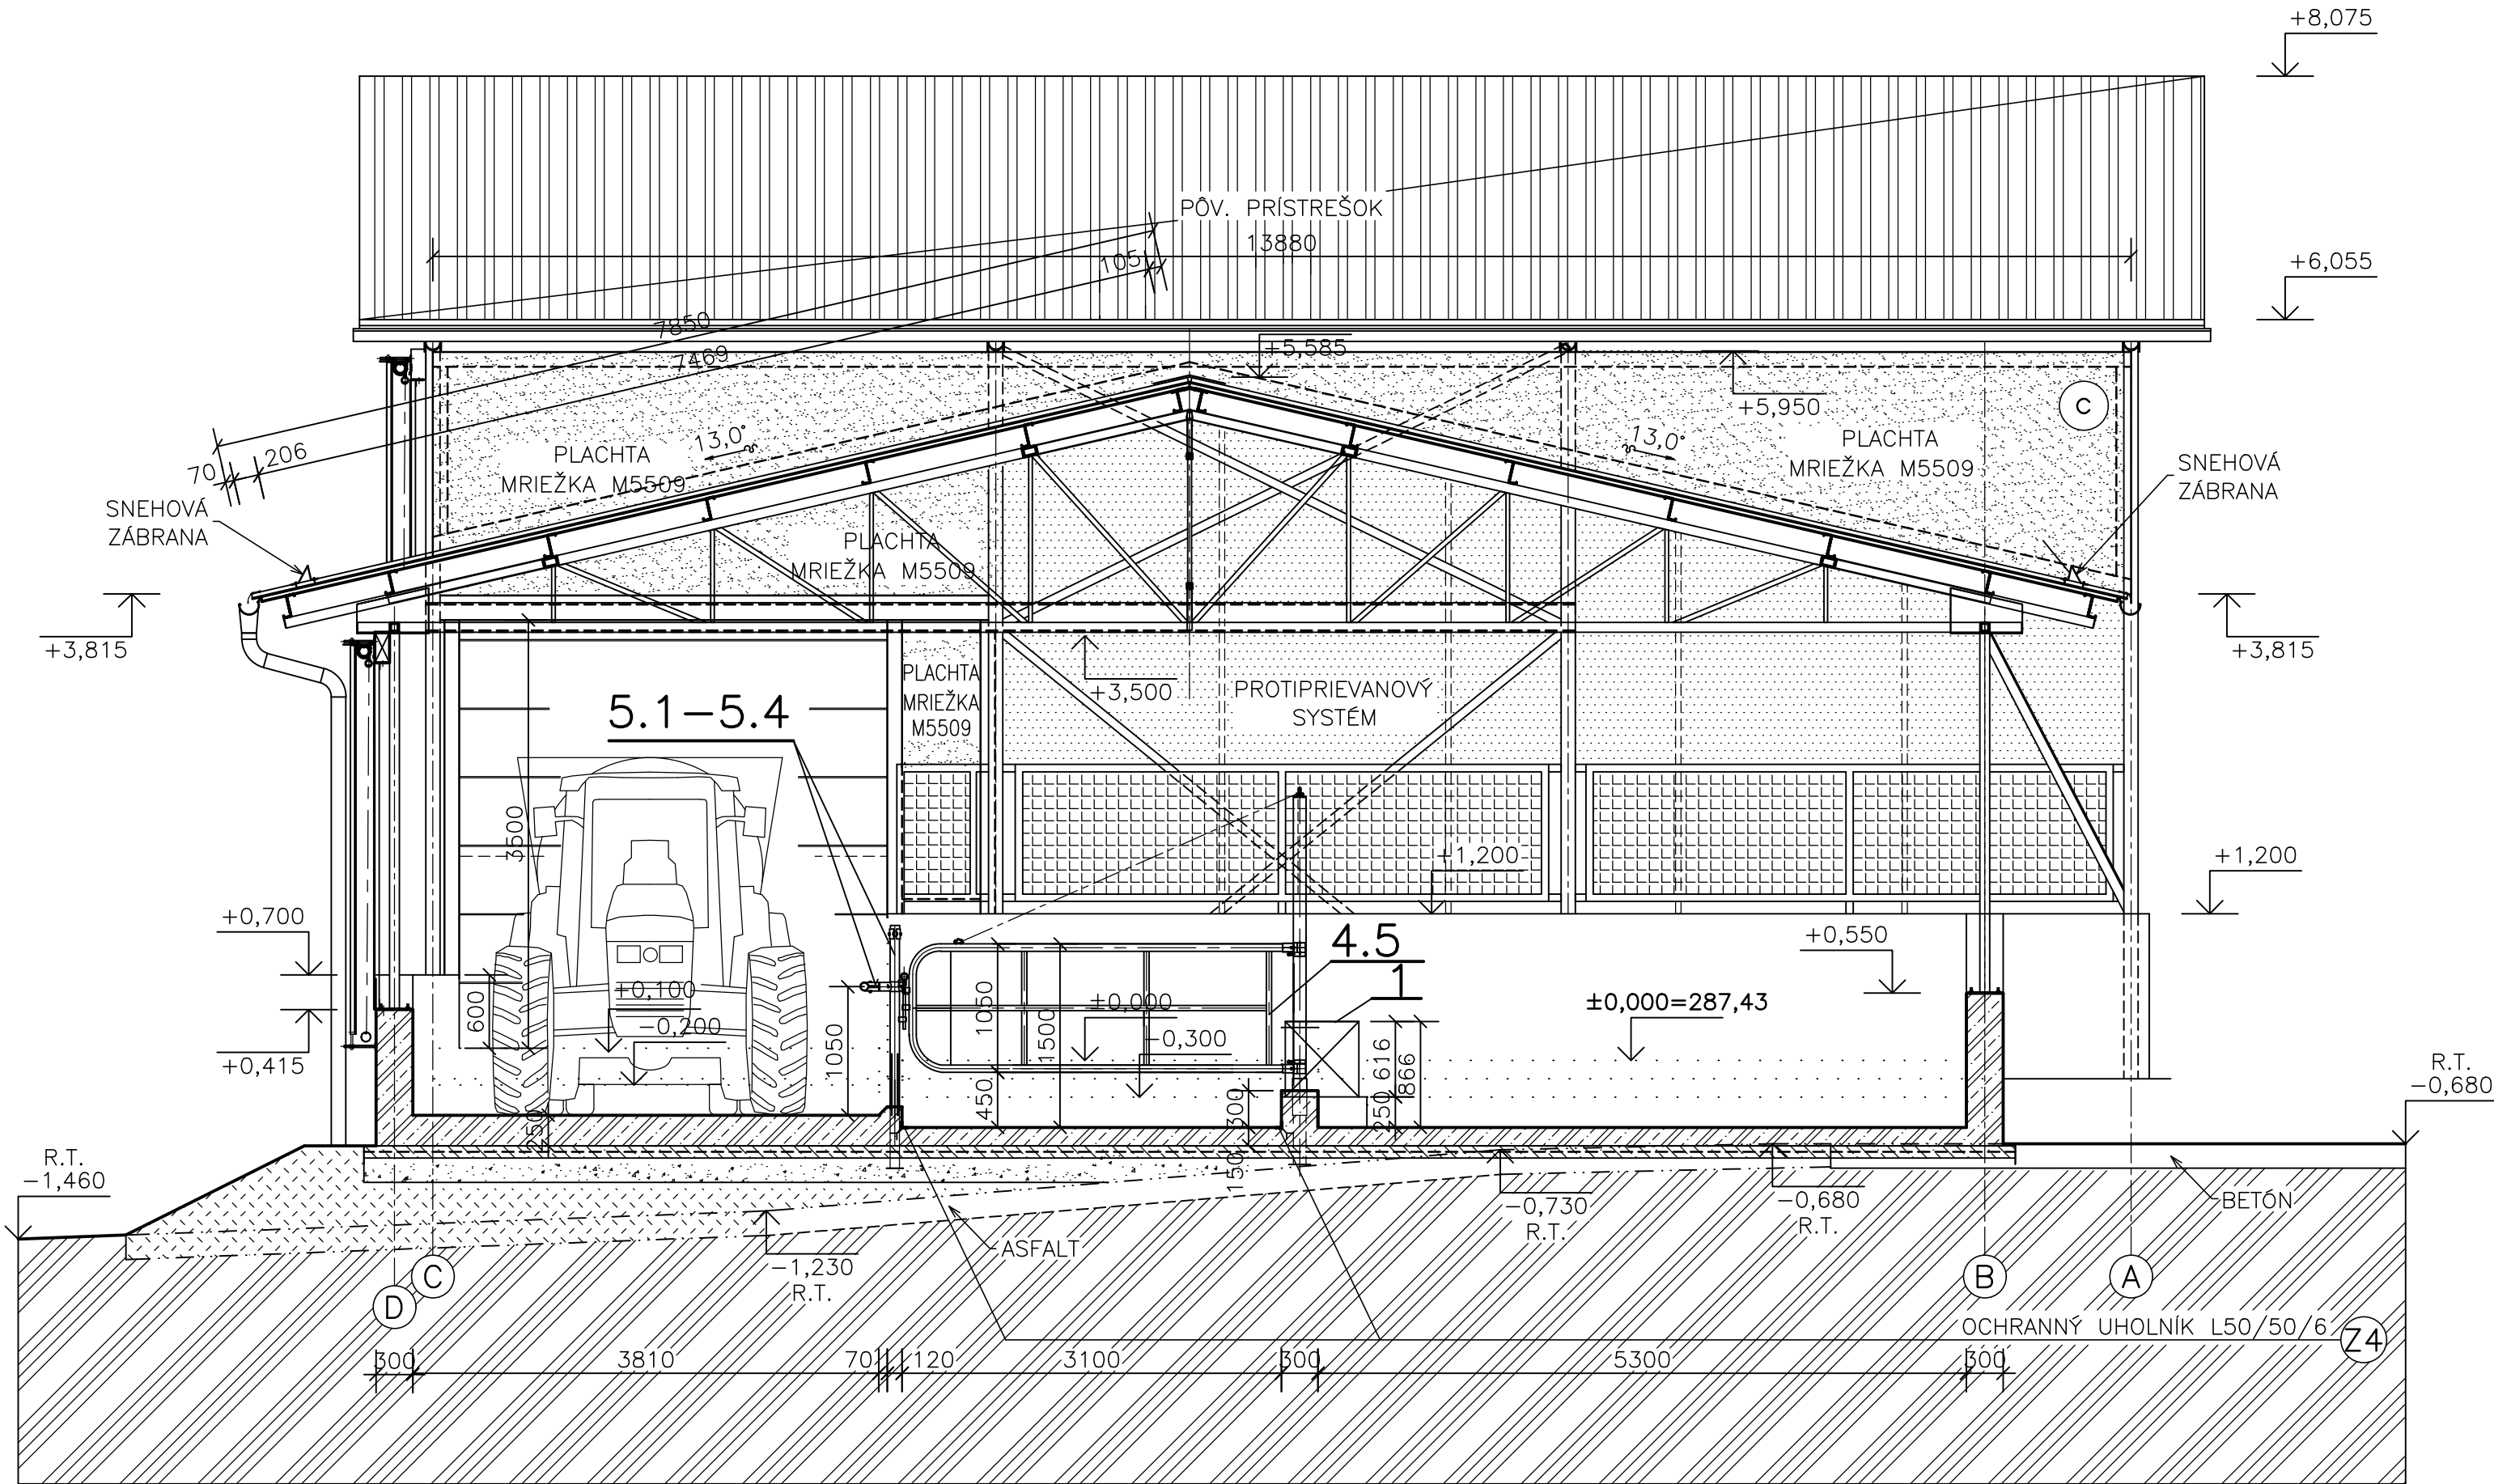 +8,075
PÔV. PRÍSTREŠOK
13880
105
+6,055
7850
7469
+5,585
+5,950
C
70
206
13,0°
13,0°
PLACHTA
MRIEŽKA M5509
PLACHTA
MRIEŽKA M5509
SNEHOVÁ
ZÁBRANA
SNEHOVÁ
ZÁBRANA
PLACHTA
MRIEŽKA M5509
+3,815
+3,815
+3,500
PLACHTA
MRIEŽKA
M5509
PROTIPRIEVANOVÝ
SYSTÉM
5.1–5.4
3500
+1,200
+1,200
+0,700
+0,550
4.5
1
+0,100
-0,200
±0,000
-0,300
±0,000=287,43
600
1050
1050
1500
450
616
866
250
300
150
250
+0,415
R.T.
-0,680
R.T.
-1,460
-0,730
R.T.
-0,680
R.T.
BETÓN
ASFALT
-1,230
R.T.
D
C
B
A
OCHRANNÝ UHOLNÍK L50/50/6
Z4
300
3810
70
120
3100
300
5300
300